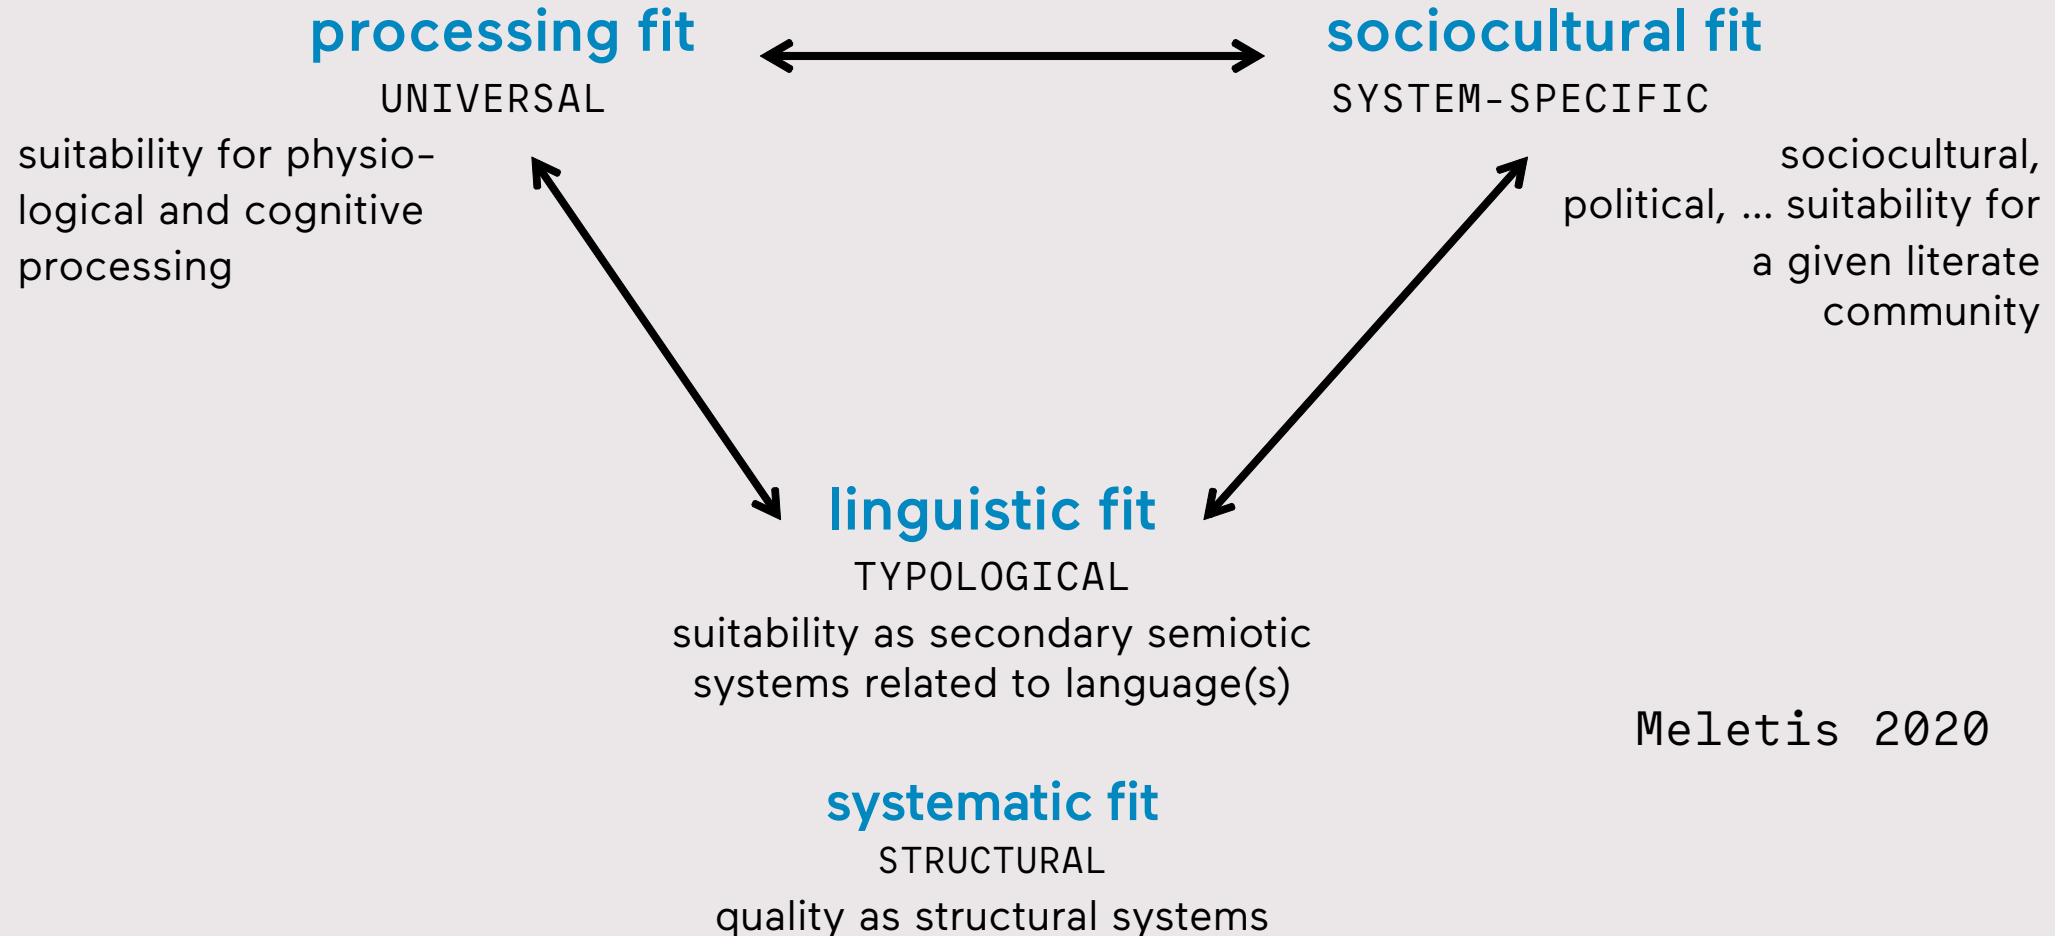 processing fit
UNIVERSAL
suitability for physio-
logical and cognitive
processing
sociocultural fit
SYSTEM-SPECIFIC
sociocultural,
political, ... suitability for
a given literate
community
linguistic fit
TYPOLOGICAL
suitability as secondary semiotic
systems related to language(s)
Meletis 2020
systematic fit
STRUCTURAL
quality as structural systems